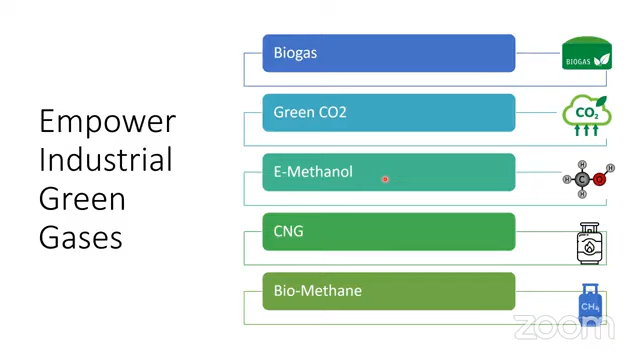 Empower
Industrial
Green
Gases
Biogas
BIOGAS
Green CO2
CO₂
E-Methanol
H
H
C
O
H
H
CNG
Bio-Methane
CH₄
zoom